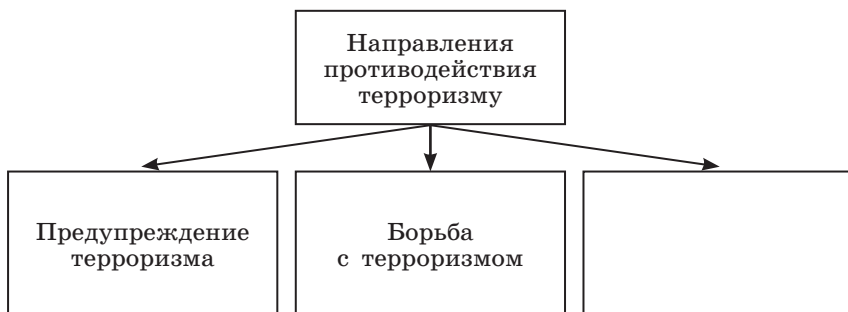 Направления
противодействия
терроризму
Предупреждение
терроризма
Борьба
с терроризмом